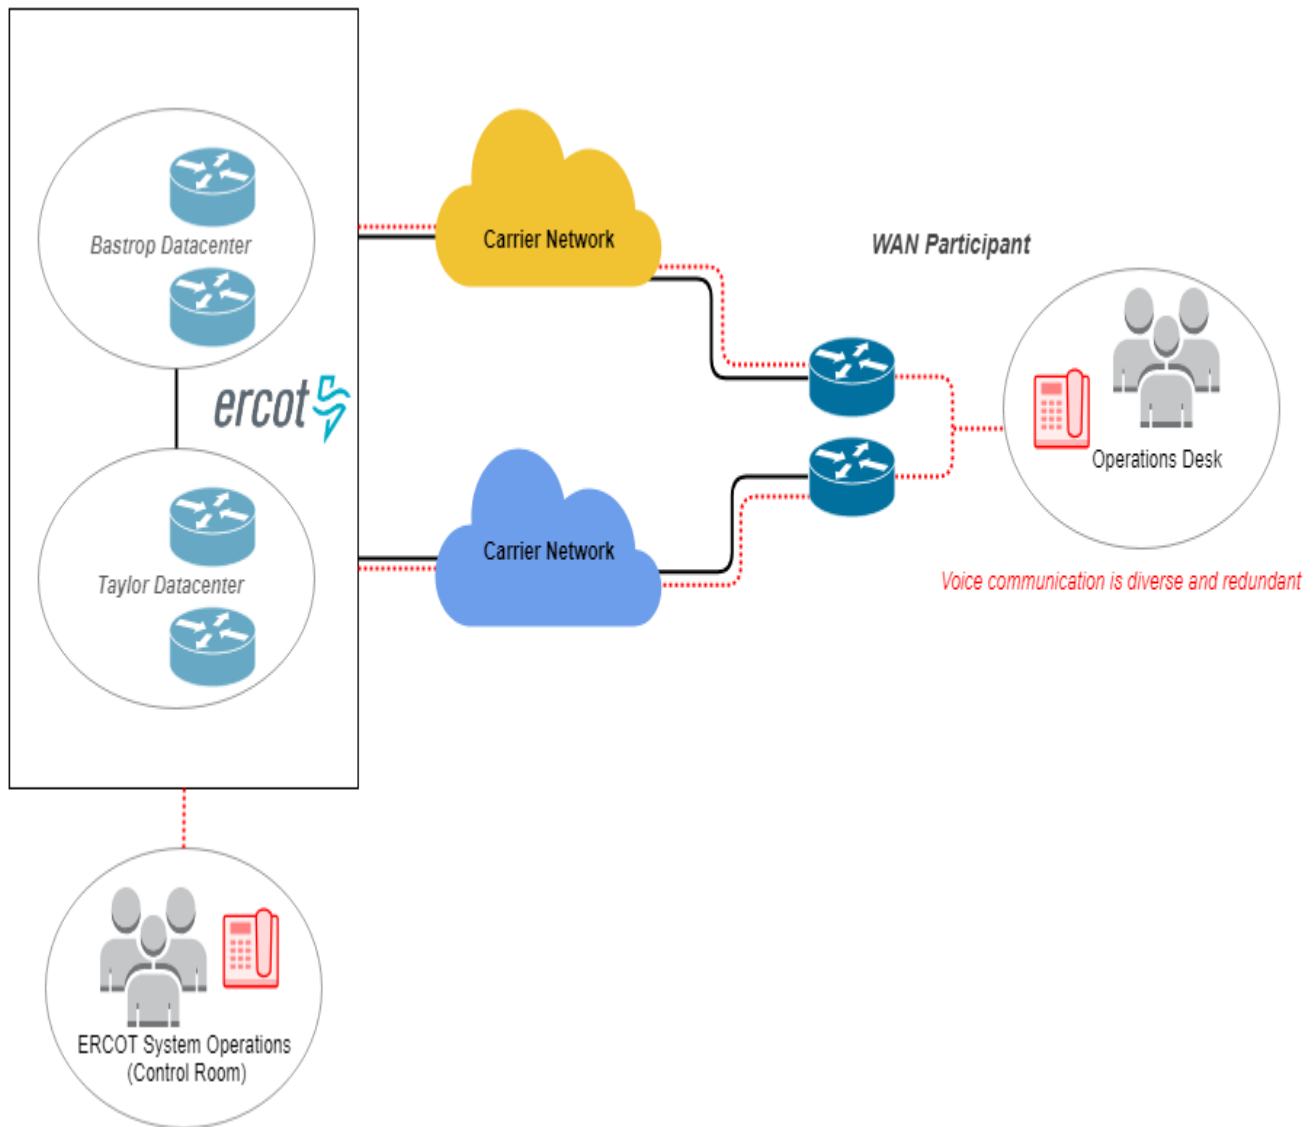 Bastrop Datacenter
ercot
Taylor Datacenter
Carrier Network
Carrier Network
WAN Participant
Operations Desk
Voice communication is diverse and redundant
ERCOT System Operations
(Control Room)